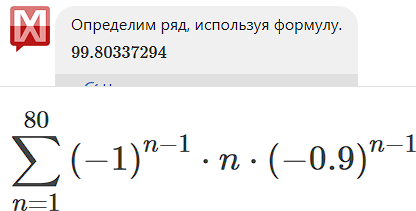 Определим ряд, используя формулу.
99.80337294
80
∑ (−1)^{n−1} · n · (−0.9)^{n−1}
n=1